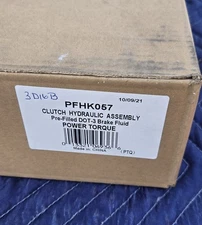 3D16B
10/09/21
PFHK057
CLUTCH HYDRAULIC ASSEMBLY
Pre-Filled DOT-3 Brake Fluid
POWER TORQUE
Made in CHINA
(PTQ)